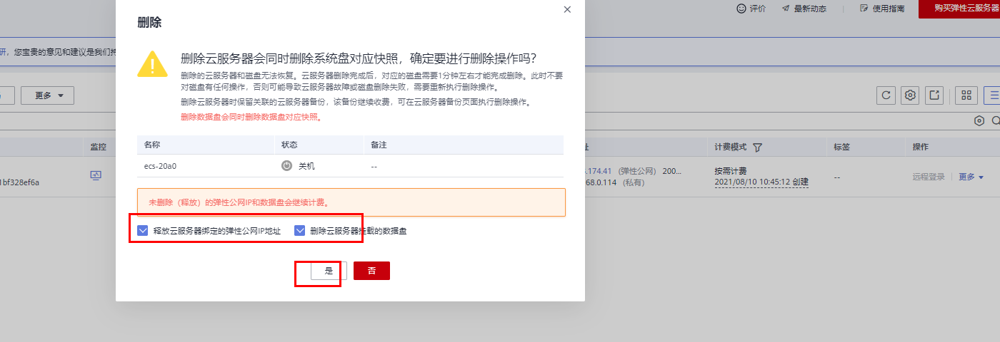 删除
评价
最新动态
使用指南
购买弹性云服务器
研，您宝贵的意见和建议是我们持
删除云服务器会同时删除系统盘对应快照，确定要进行删除操作吗？
删除的云服务器和磁盘无法恢复。云服务器删除完成后，对应的磁盘需要1分钟左右才能完成删除。此时不要
对磁盘有任何操作，否则可能导致云服务器故障或磁盘删除失败，需要重新执行删除操作。
删除云服务器时保留关联的云服务器备份，该备份继续收费，可在云服务器备份页面执行删除操作。
删除数据盘会同时删除数据盘对应快照。
更多
监控
名称 状态 备注
址 计费模式 标签 操作
ecs-20a0 关机 --
1bf328ef6a
.174.41 (弹性公网) 200...
68.0.114 (私有)
按需计费
2021/08/10 10:45:12 创建
--
远程登录 更多
未删除（释放）的弹性公网IP和数据盘会继续计费。
释放云服务器绑定的弹性公网IP地址 删除云服务器挂载的数据盘
是 否